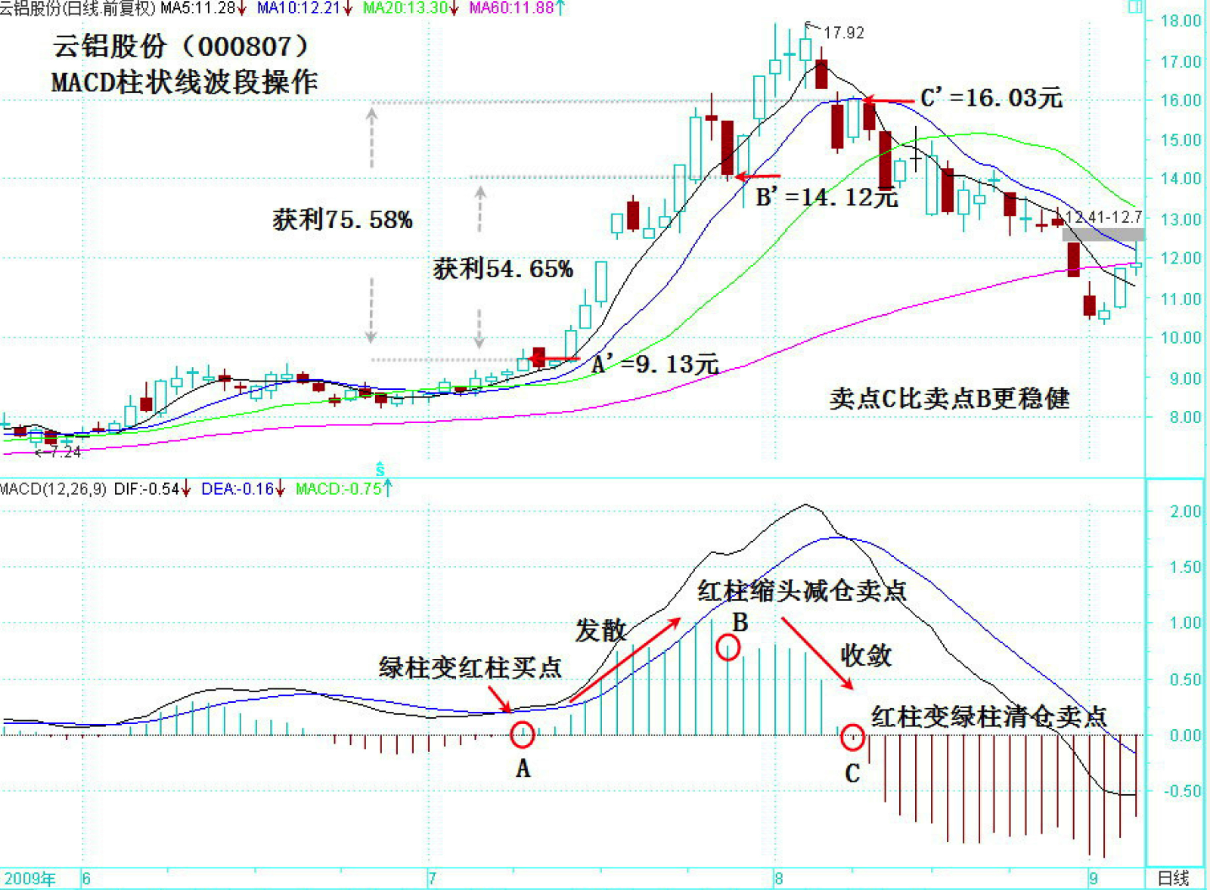 云铝股份(日线.前复权) MA5:11.28↓ MA10:12.21↓ MA20:13.30↓ MA60:11.88↑
云铝股份（000807）
MACD柱状线波段操作
17.92
18.00
17.00
16.00
15.00
14.00
13.00
12.00
11.00
10.00
9.00
8.00
C'=16.03元
B'=14.12元
获利75.58%
12.41-12.7
获利54.65%
A'=9.13元
卖点C比卖点B更稳健
←7.24
S
MACD(12,26,9) DIF:-0.54↓ DEA:-0.16↓ MACD:-0.75↑
2.00
1.50
1.00
0.50
0.00
-0.50
红柱缩头减仓卖点
发散
B
收敛
绿柱变红柱买点
红柱变绿柱清仓卖点
A
C
2009年 6 7 8 9 日线